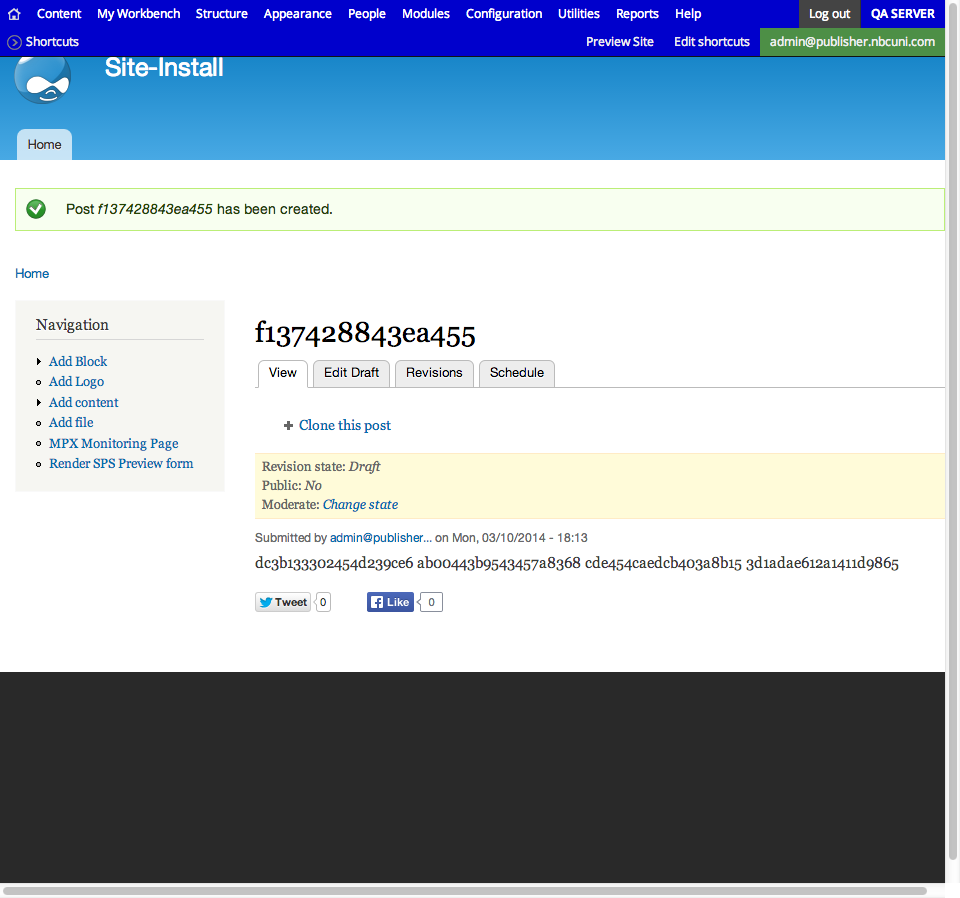 Content My Workbench Structure Appearance People Modules Configuration Utilities Reports Help Log out QA SERVER
Shortcuts Preview Site Edit shortcuts admin@publisher.nbcuni.com
Site-Install
Home
Post f137428843ea455 has been created.
Home
Navigation
Add Block
Add Logo
Add content
Add file
MPX Monitoring Page
Render SPS Preview form
f137428843ea455
View Edit Draft Revisions Schedule
Clone this post
Revision state: Draft
Public: No
Moderate: Change state
Submitted by admin@publisher... on Mon, 03/10/2014 - 18:13
dc3b133302454d239ce6 ab00443b9543457a8368 cde454caedcb403a8b15 3d1adae612a1411d9865
Tweet 0 Like 0